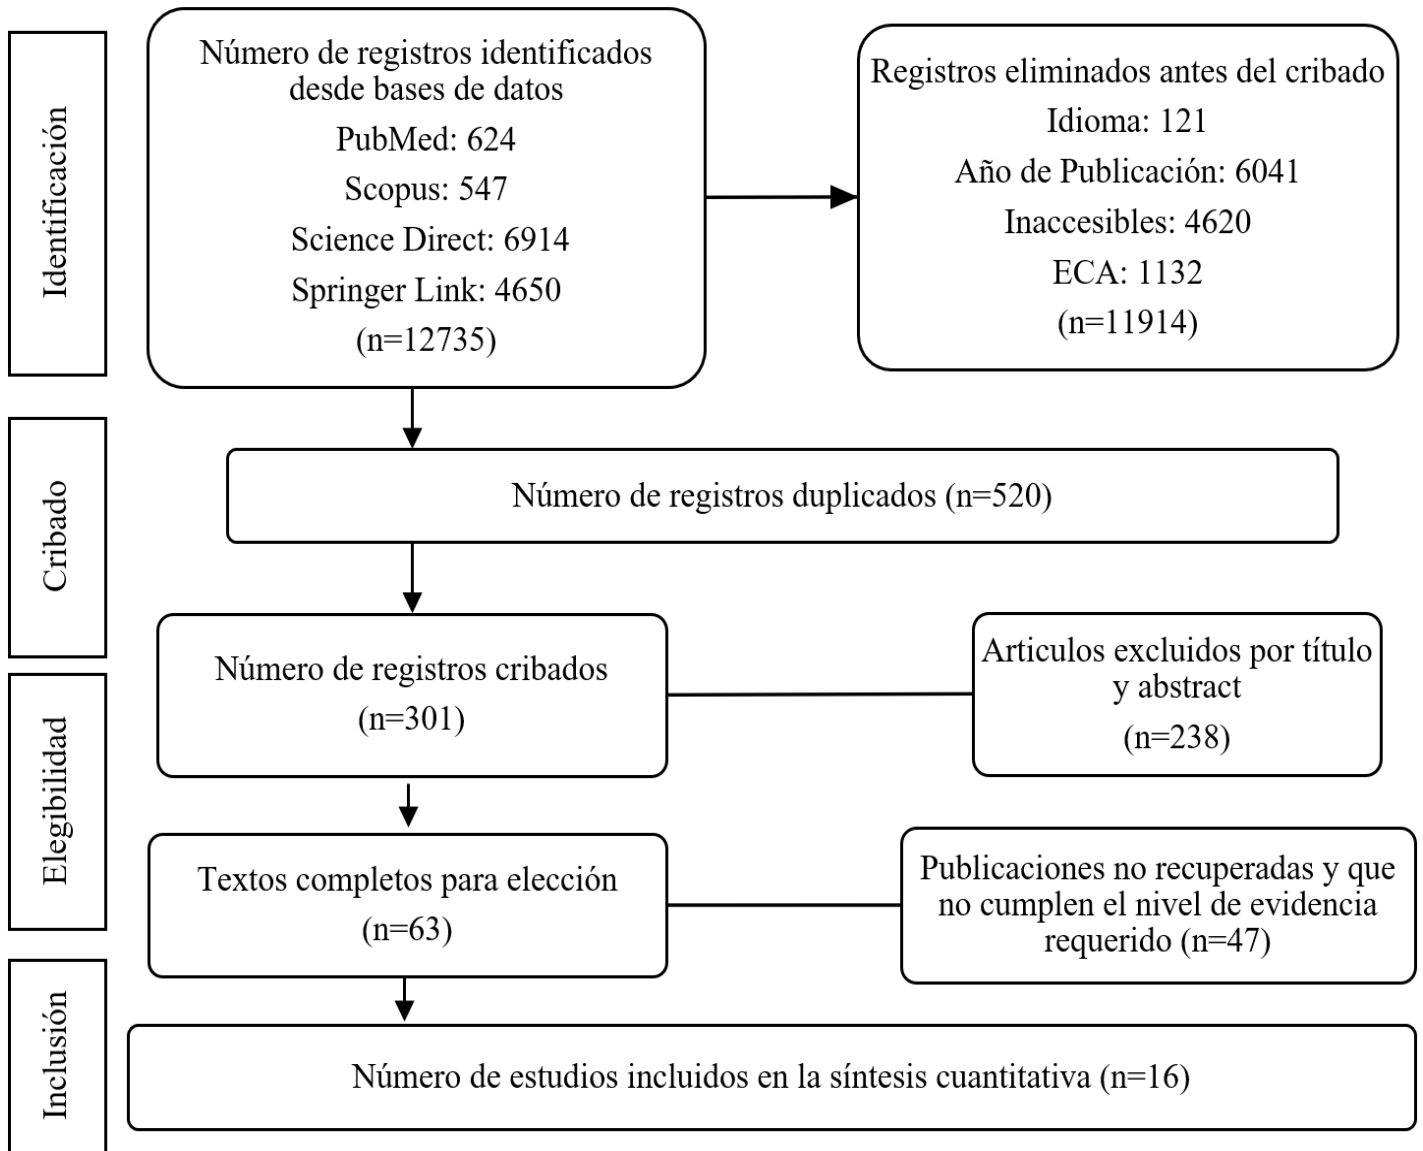 Identificación
Número de registros identificados
desde bases de datos
PubMed: 624
Scopus: 547
Science Direct: 6914
Springer Link: 4650
(n=12735)
Registros eliminados antes del cribado
Idioma: 121
Año de Publicación: 6041
Inaccesibles: 4620
ECA: 1132
(n=11914)
Cribado
Número de registros duplicados (n=520)
Número de registros cribados
(n=301)
Articulos excluidos por título
y abstract
(n=238)
Elegibilidad
Textos completos para elección
(n=63)
Publicaciones no recuperadas y que
no cumplen el nivel de evidencia
requerido (n=47)
Inclusión
Número de estudios incluidos en la síntesis cuantitativa (n=16)